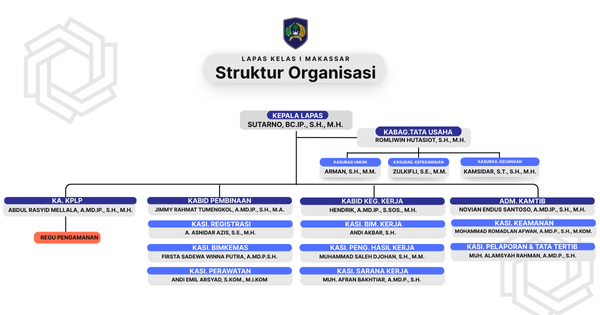 LAPAS KELAS I MAKASSAR
Struktur Organisasi
KEPALA LAPAS
SUTARNO, BC.IP., S.H., M.H.
KABAG.TATA USAHA
ROMLIWIN HUTASIOT, S.H., M.H.
KASUBAG UMUM
ARMAN, S.H., M.M.
KASUBAG. KEPEGAWAIAN
ZULKIFLI, S.E., M.M.
KASUBAG. KEUANGAN
KAMSIDAR, S.T., S.H., M.H.
KA. KPLP
ABDUL RASYID MELLALA, A.MD.IP., S.H., M.H.
REGU PENGAMANAN
KABID PEMBINAAN
JIMMY RAHMAT TUMENGKOL, A.MD.IP., S.H., M.A.
KASI. REGISTRASI
A. ASNIDAR AZIS, S.E., M.H.
KASI. BIMKEMAS
FIRSTA SADEWA WINNA PUTRA, A.MD.P.S.H.
KASI. PERAWATAN
ANDI EMIL ARSYAD, S.KOM., M.I.KOM
KABID KEG. KERJA
HENDRIK, A.MD.IP., S.SOS., M.H.
KASI. BIM. KERJA
ANDI AKBAR, S.H.
KASI. PENG. HASIL KERJA
MUHAMMAD SALEH DJOHAN, S.H., M.M.
KASI. SARANA KERJA
MUH. AFRAN BAKHTIAR, A.MD.P., S.H., M.H.
ADM. KAMTIB
NOVIAN ENDUS SANTOSO, A.MD.IP., S.H., M.H.
KASI. KEAMANAN
MOHAMMAD ROMADLAN AFWAN, A.MD.P., S.H., M.KOM.
KASI. PELAPORAN & TATA TERTIB
MUH. ALAMSYAH RAHMAN, A.MD.P., S.H.